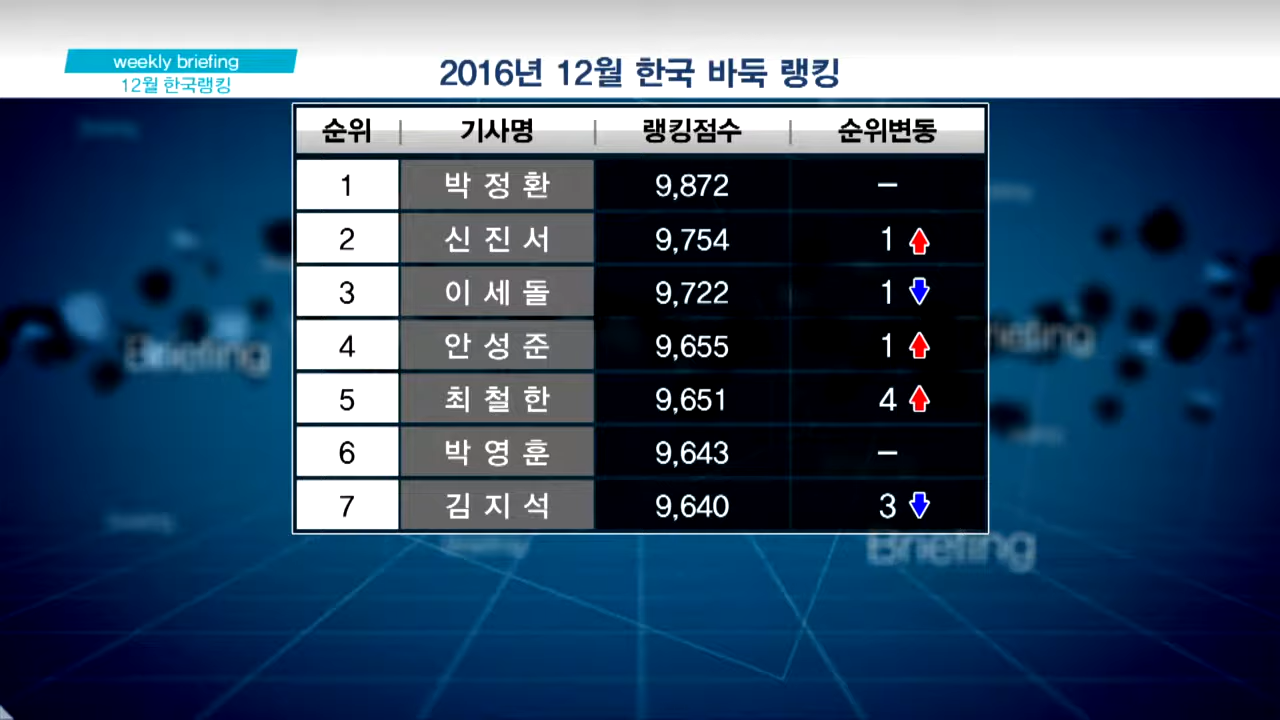 weekly briefing
12월 한국랭킹
2016년 12월 한국 바둑 랭킹
순위 기사명 랭킹점수 순위변동
1 박정환 9,872 –
2 신진서 9,754 1
3 이세돌 9,722 1
4 안성준 9,655 1
5 최철한 9,651 4
6 박영훈 9,643 –
7 김지석 9,640 3
Briefing
Briefing
Briefing